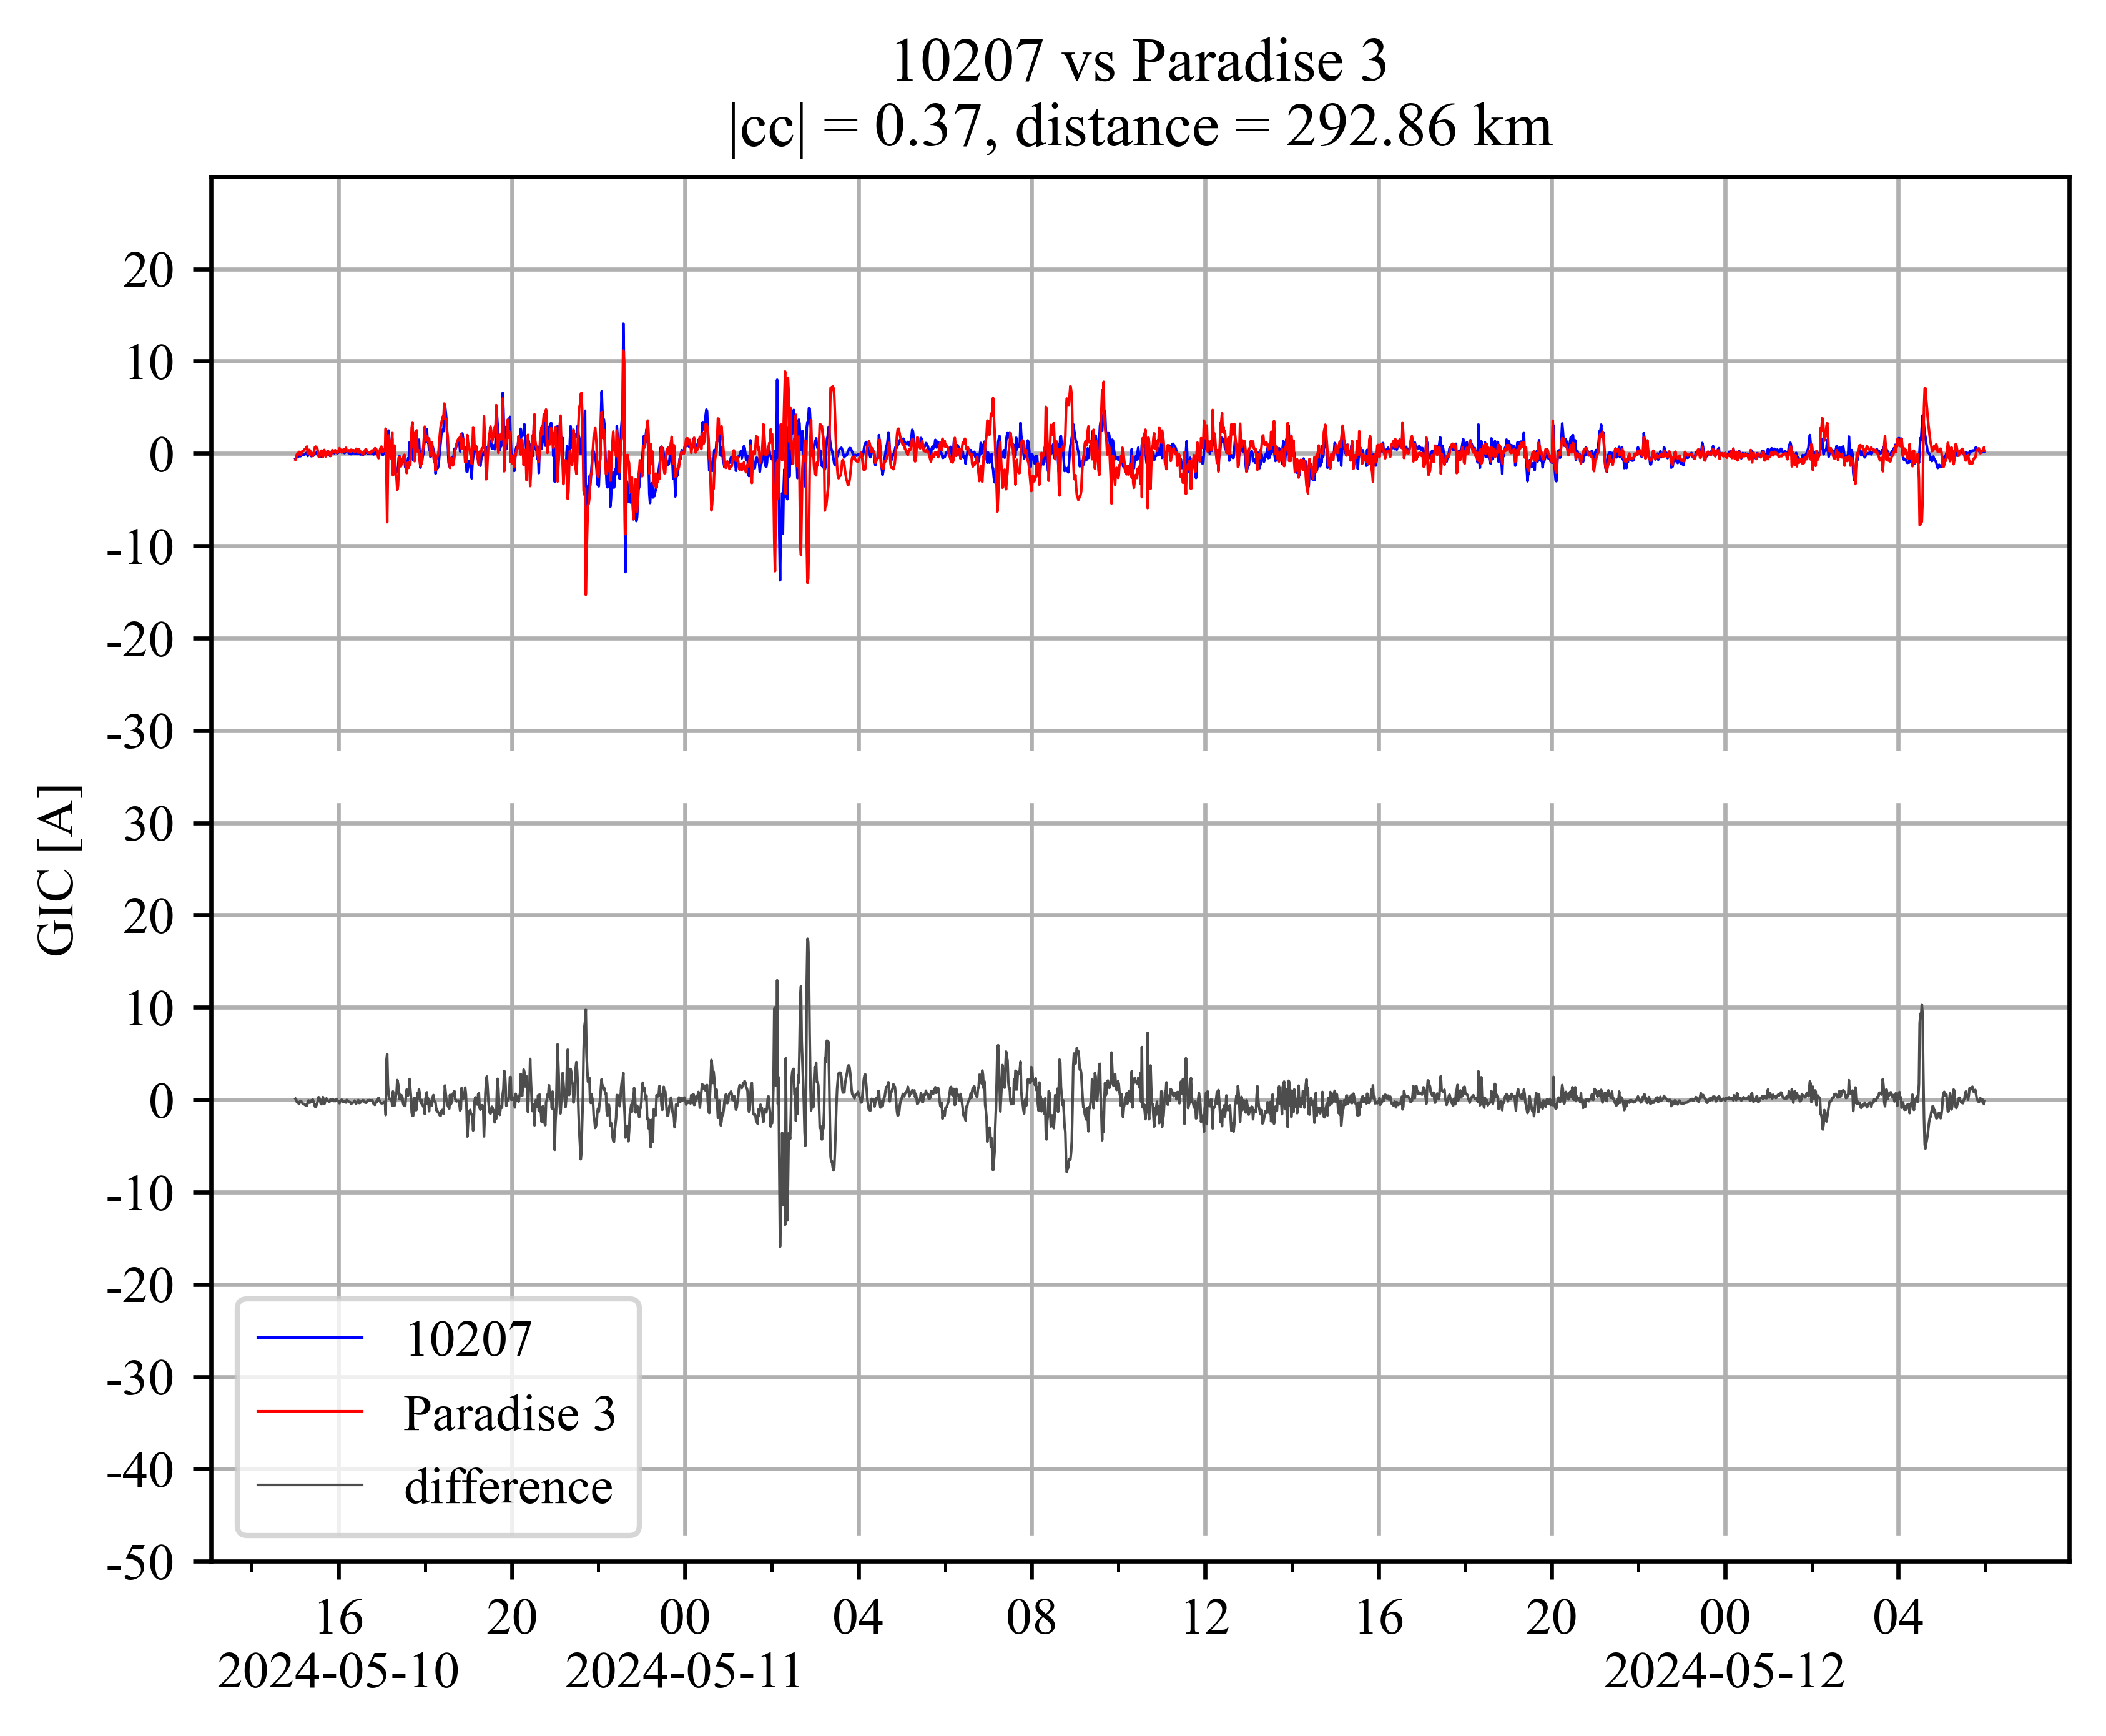 10207 vs Paradise 3
|cc| = 0.37, distance = 292.86 km
20
10
0
-10
-20
-30
30
20
10
0
-10
-20
-30
-40
-50
GIC [A]
10207
Paradise 3
difference
16 20 00 04 08 12 16 20 00 04
2024-05-10 2024-05-11 2024-05-12